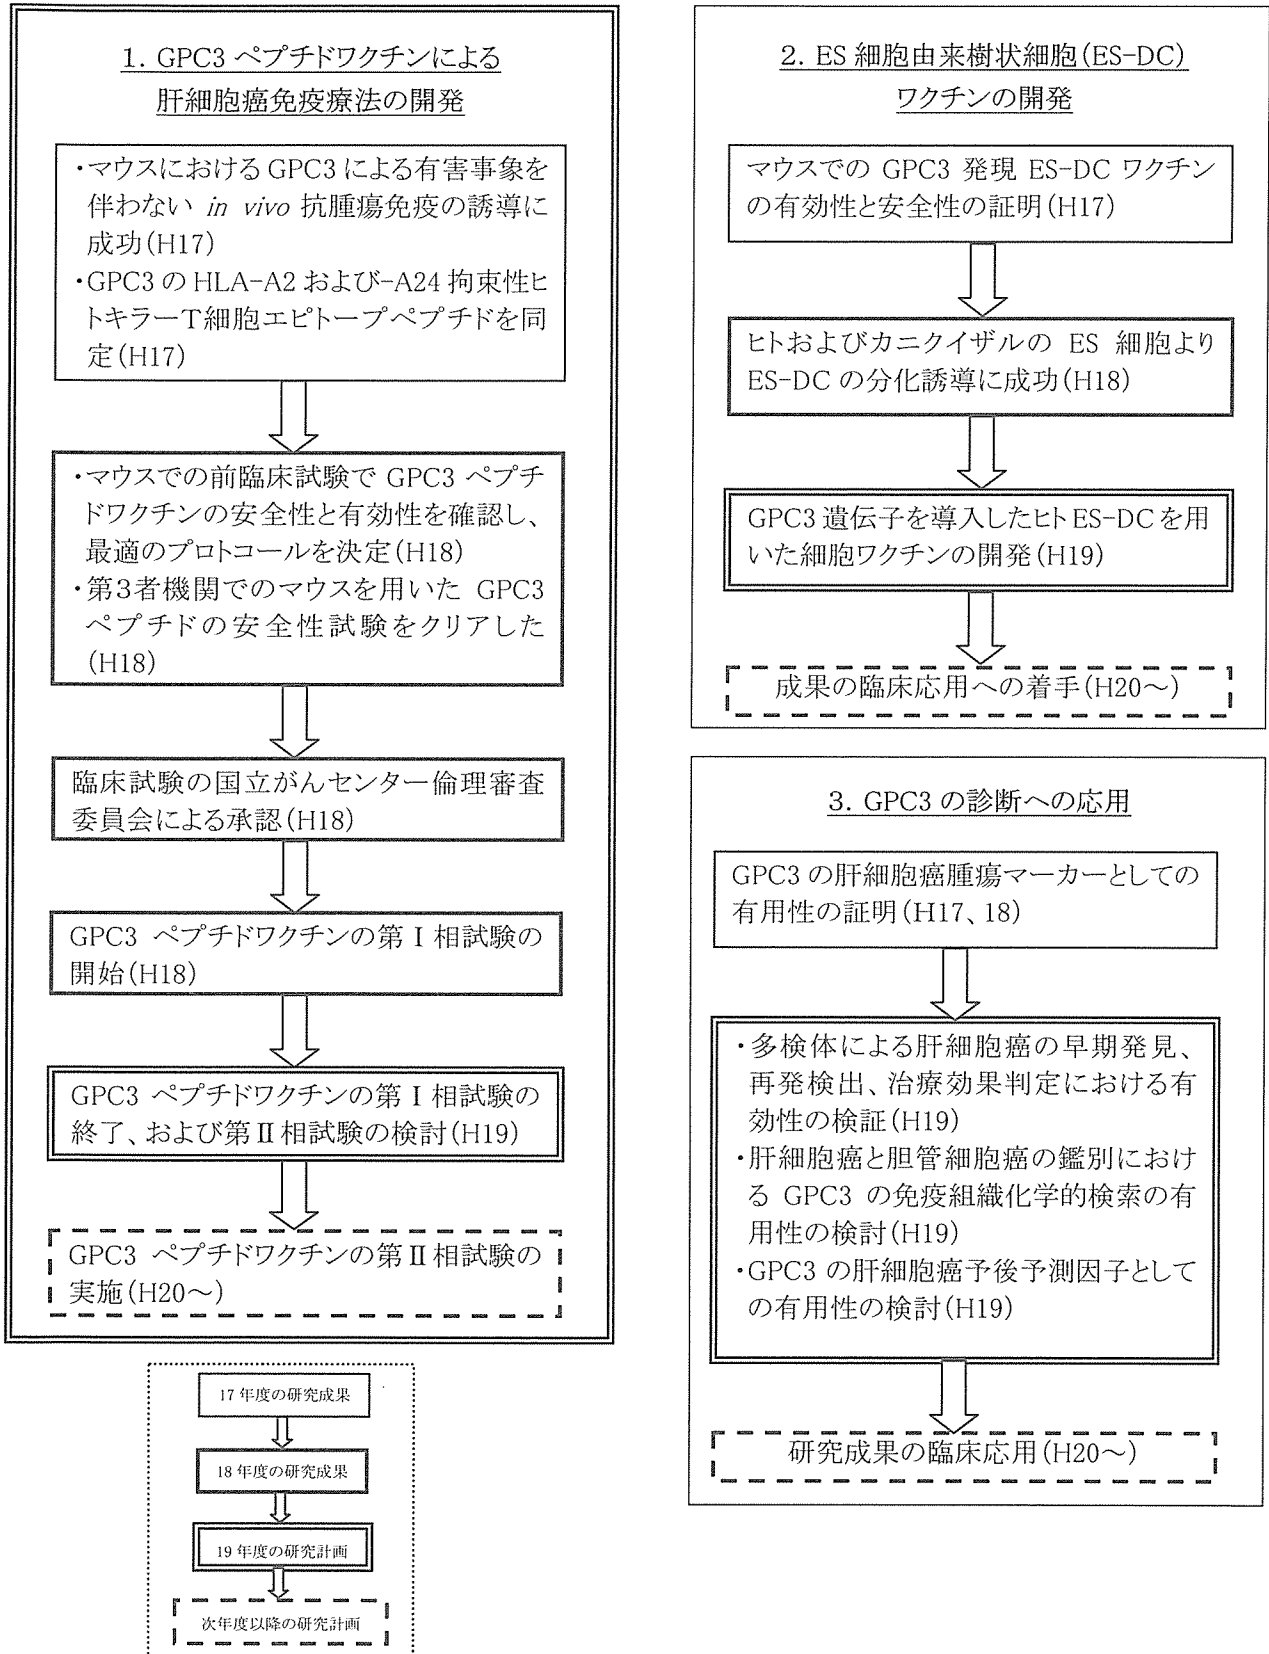 1. GPC3 ペプチドワクチンによる
肝細胞癌免疫療法の開発
・マウスにおける GPC3 による有害事象を
伴わない in vivo 抗腫瘍免疫の誘導に
成功(H17)
・GPC3 の HLA-A2 および-A24 拘束性ヒ
トキラーT細胞エピトープペプチドを同
定(H17)
・マウスでの前臨床試験で GPC3 ペプチ
ドワクチンの安全性と有効性を確認し、
最適のプロトコールを決定(H18)
・第3者機関でのマウスを用いた GPC3
ペプチドの安全性試験をクリアした
(H18)
臨床試験の国立がんセンター倫理審査
委員会による承認(H18)
GPC3 ペプチドワクチンの第Ⅰ相試験の
開始(H18)
GPC3 ペプチドワクチンの第Ⅰ相試験の
終了、および第Ⅱ相試験の検討(H19)
GPC3 ペプチドワクチンの第Ⅱ相試験の
実施(H20～)
17 年度の研究成果
18 年度の研究成果
19 年度の研究計画
次年度以降の研究計画
2. ES 細胞由来樹状細胞(ES-DC)
ワクチンの開発
マウスでの GPC3 発現 ES-DC ワクチン
の有効性と安全性の証明(H17)
ヒトおよびカニクイザルの ES 細胞より
ES-DC の分化誘導に成功(H18)
GPC3 遺伝子を導入したヒト ES-DC を用
いた細胞ワクチンの開発(H19)
成果の臨床応用への着手(H20～)
3. GPC3 の診断への応用
GPC3 の肝細胞癌腫瘍マーカーとしての
有用性の証明(H17、18)
・多検体による肝細胞癌の早期発見、
再発検出、治療効果判定における有
効性の検証(H19)
・肝細胞癌と胆管細胞癌の鑑別におけ
る GPC3 の免疫組織化学的検索の有
用性の検討(H19)
・GPC3 の肝細胞癌予後予測因子として
の有用性の検討(H19)
研究成果の臨床応用(H20～)